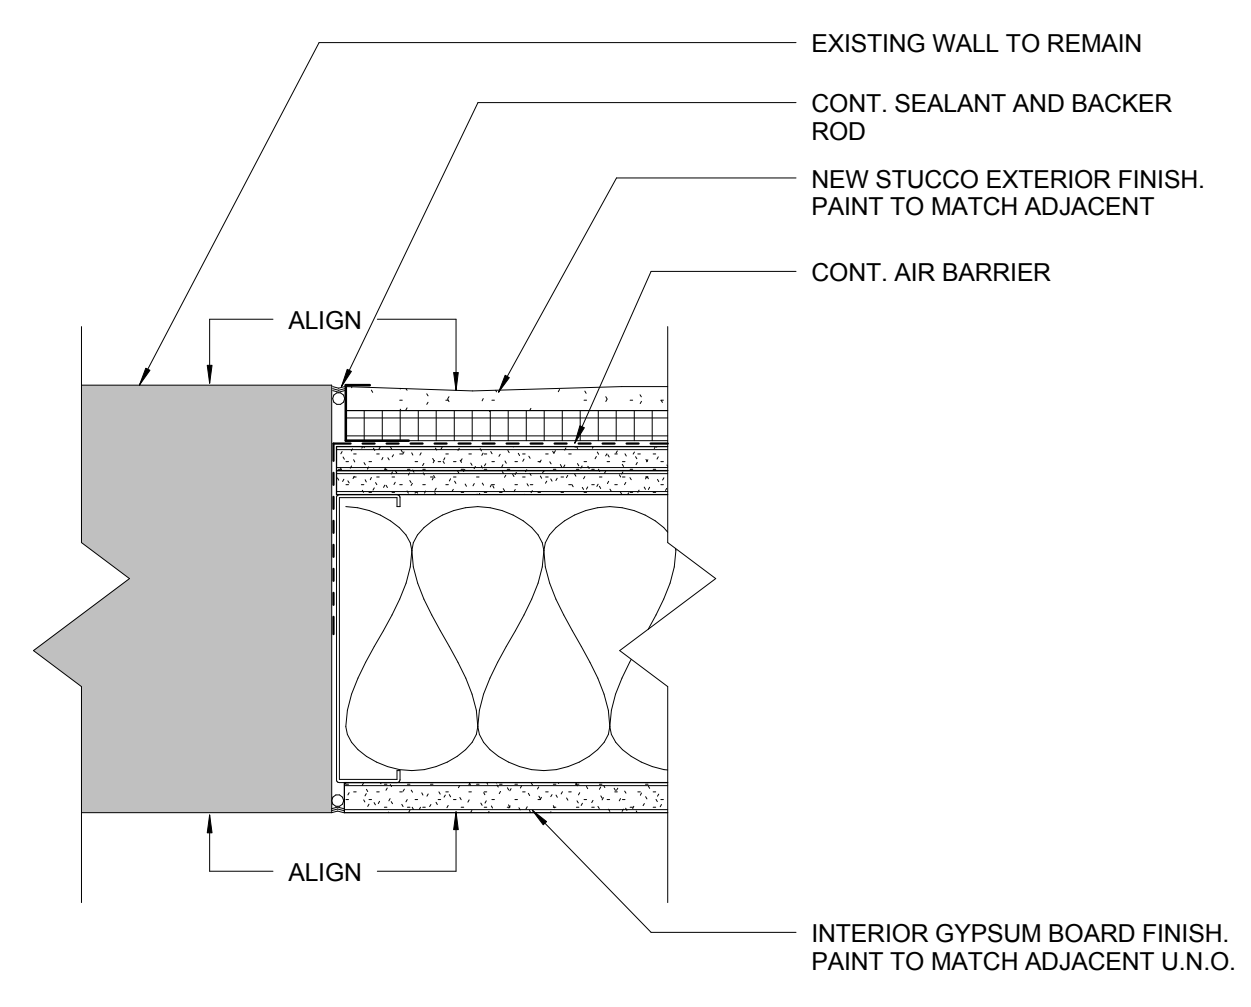 EXISTING WALL TO REMAIN
CONT. SEALANT AND BACKER
ROD
NEW STUCCO EXTERIOR FINISH.
PAINT TO MATCH ADJACENT
CONT. AIR BARRIER
ALIGN
ALIGN
INTERIOR GYPSUM BOARD FINISH.
PAINT TO MATCH ADJACENT U.N.O.